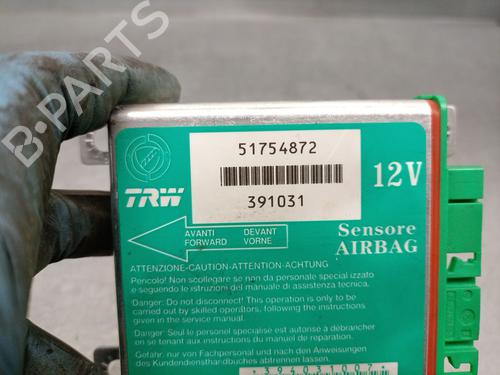 B-PARTS
51754872
391031
12V
TRW
Sensore
AIRBAG
AVANTI DEVANT
FORWARD VORNE
ATTENZIONE-CAUTION-ATTENTION-ACHTUNG
Pericolo! Non scollegare se non da personale special izzato
e seguendo le istruzioni del manuale di assistenza tecnica.
Danger: Do not disconnect! This operation is only to be
carried out by skilled operators, following the instructions
given in the service manual.
Danger: Seul le personel specialisé est autorisé à débrancher
en se tenant aux instructions du manuel de reparation.
Gefahr: nur von Fachpersonal und nach den Anweisungen
des Kundendiensthandbuches abtrennen lassen.